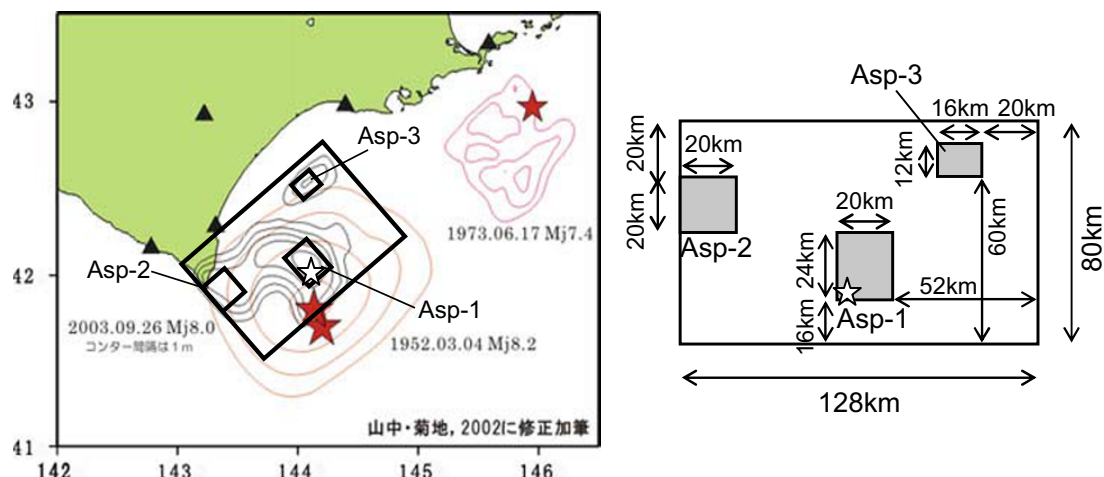 43
42
41
142
143
144
145
146
Asp-3
Asp-2
Asp-1
1973.06.17 Mj7.4
2003.09.26 Mj8.0
コンター間隔は1m
1952.03.04 Mj8.2
山中・菊地, 2002に修正加筆
Asp-3
16km
20km
20km
20km
12km
20km
20km
Asp-2
24km
60km
80km
52km
Asp-1
16km
128km